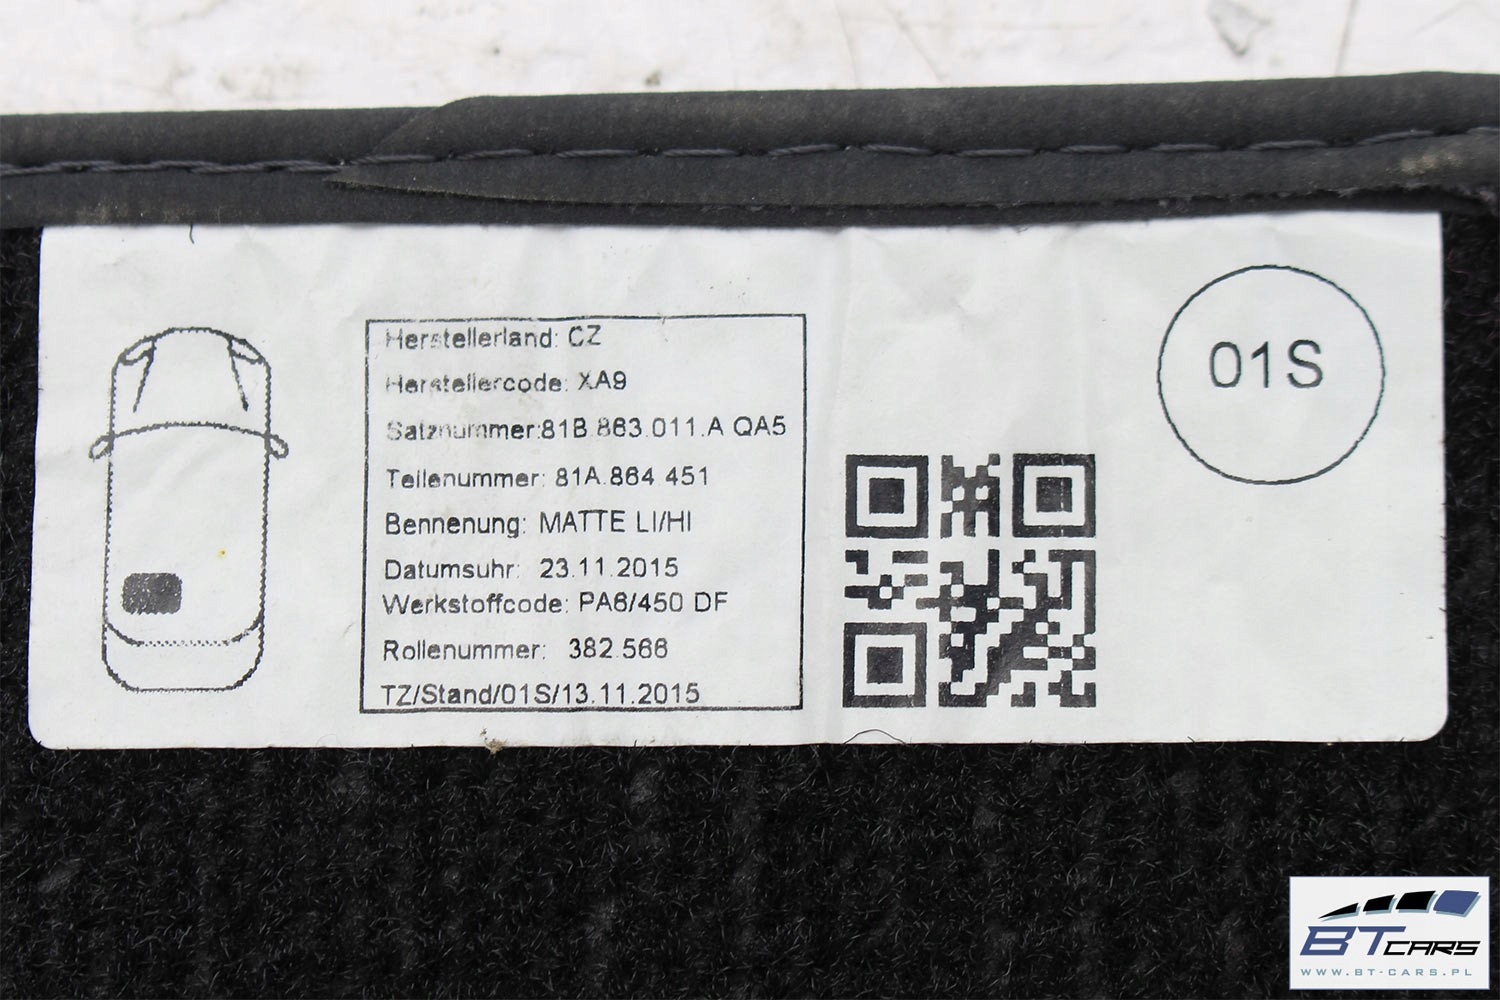 Herstellerland: CZ
Herstellercode: XA9
Satznummer:81B.863.011.A QA5
Teilenummer: 81A.864 451
Bennenung: MATTE LI/HI
Datumsuhr: 23.11.2015
Werkstoffcode: PA6/450 DF
Rollenummer: 382.566
TZ/Stand/01S/13.11.2015
01S
BT CARS
WWW.BT-CARS.PL